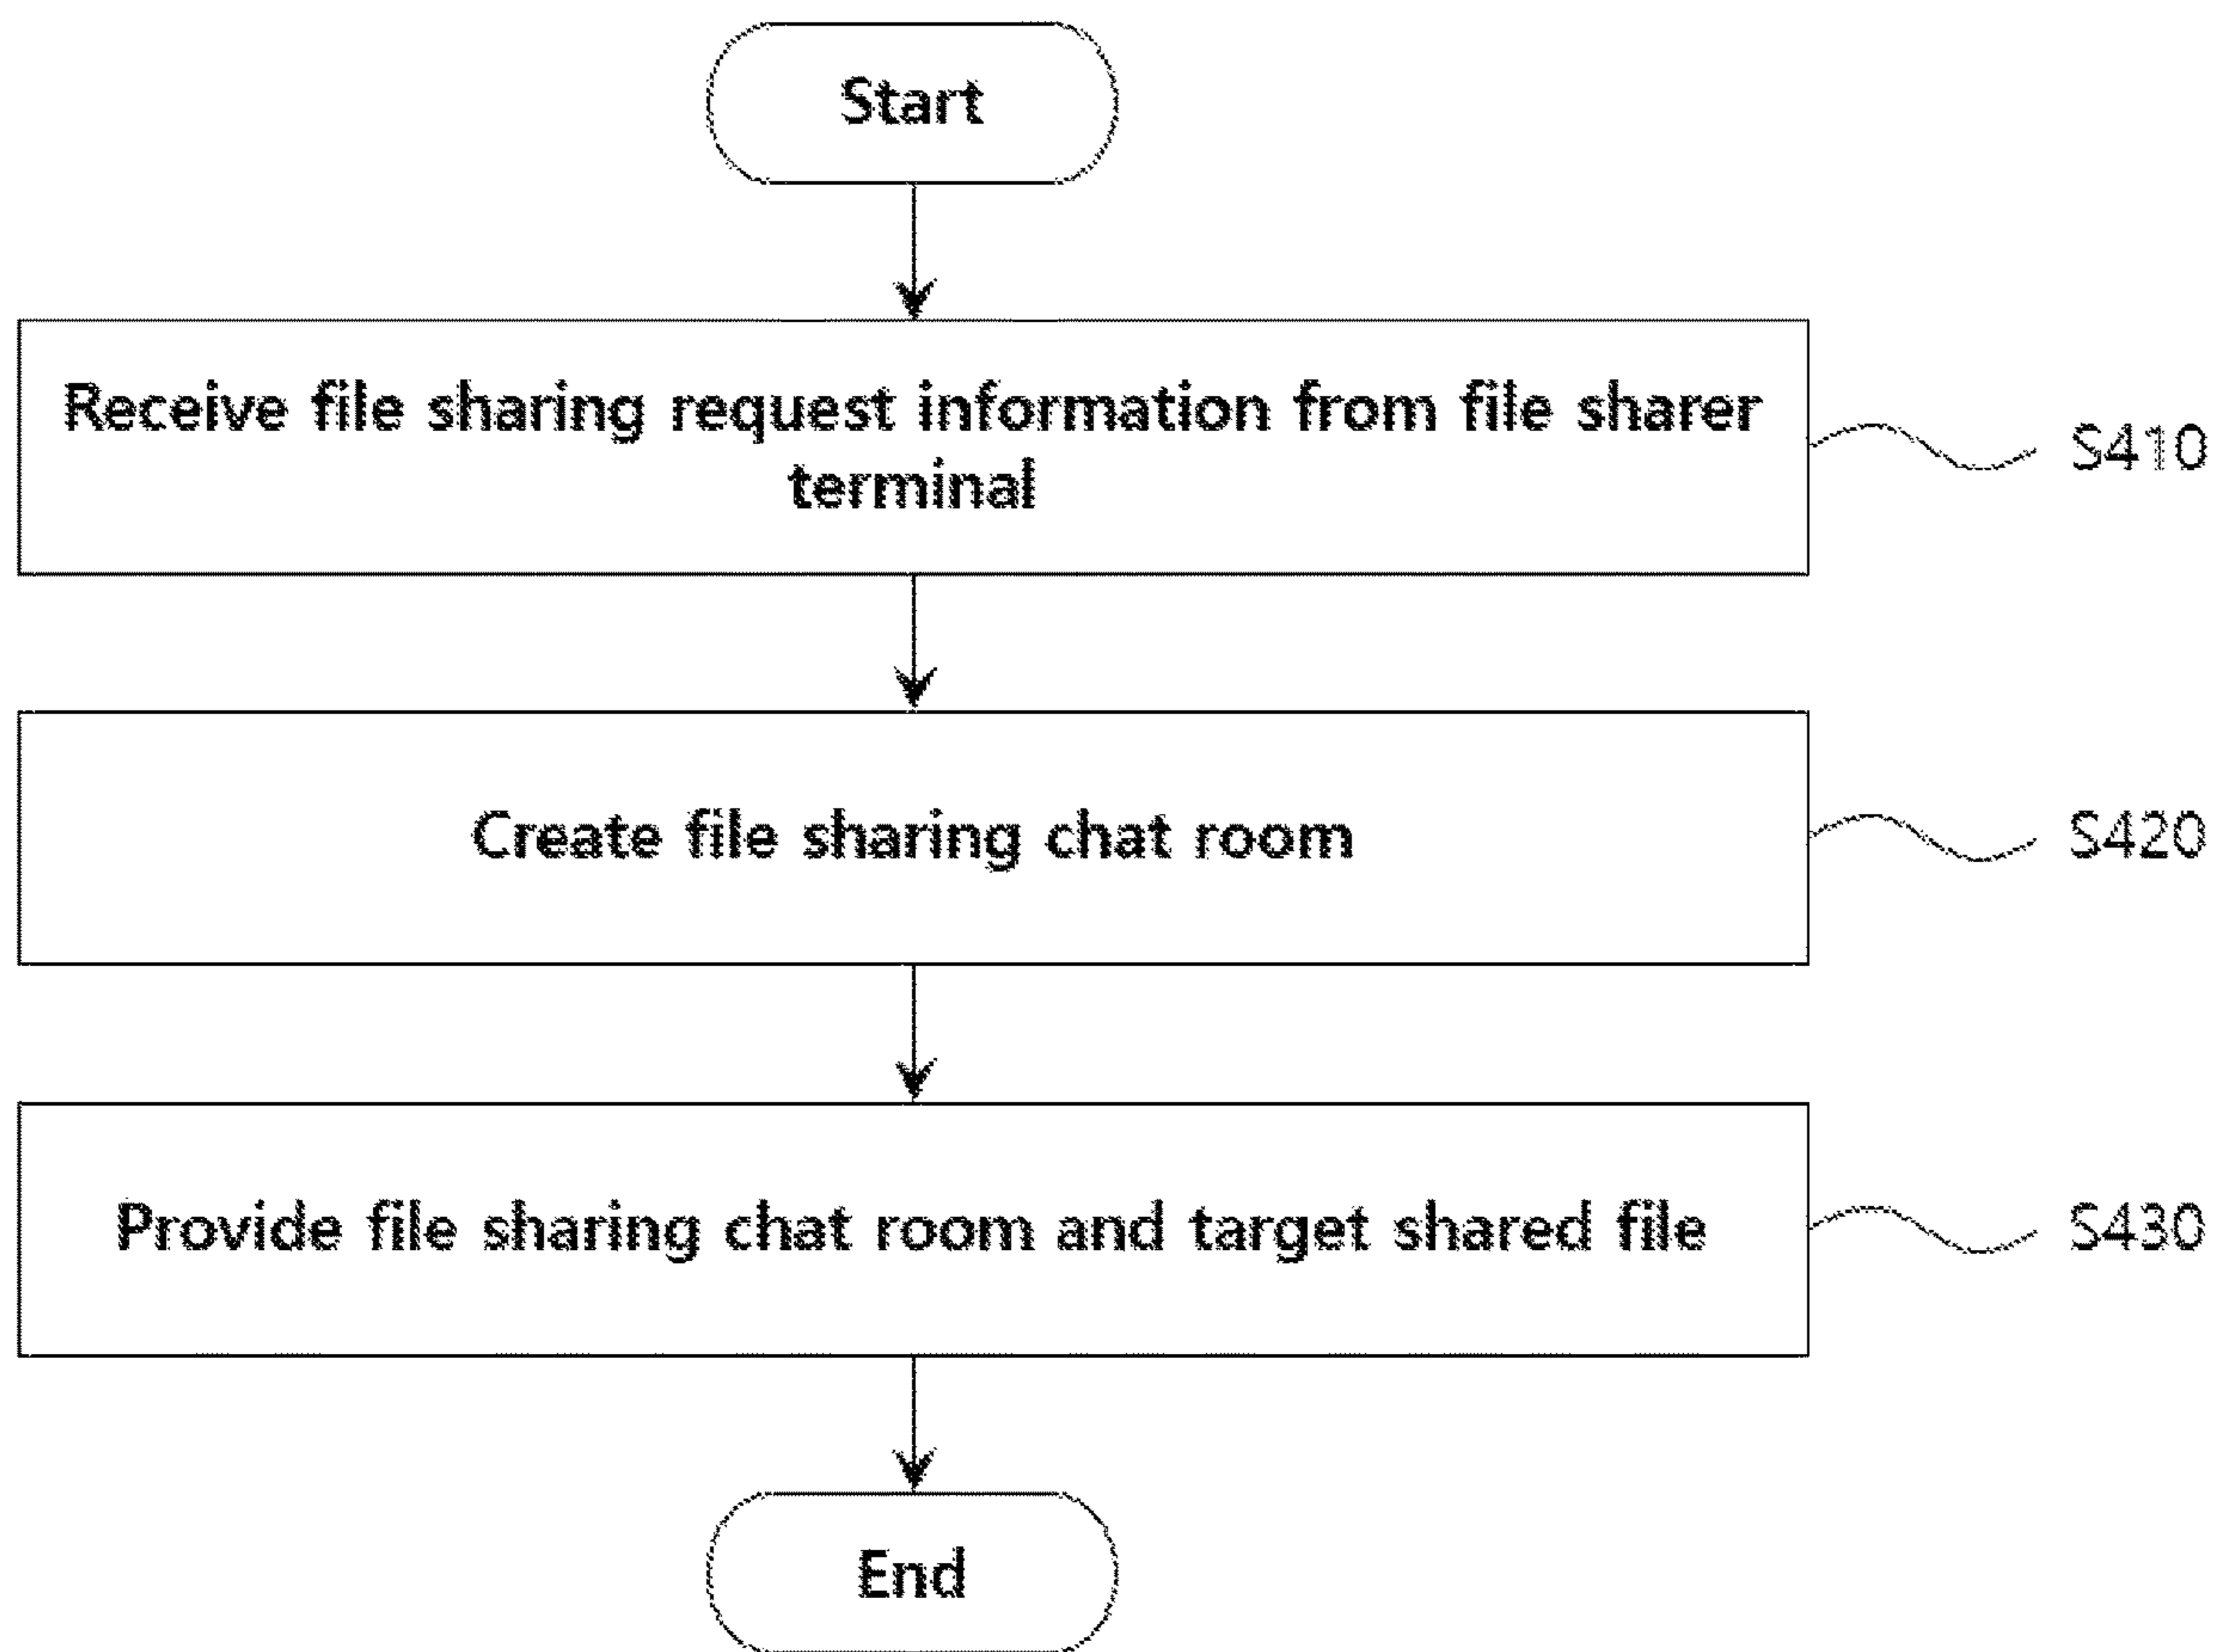 Start
Receive file sharing request information from file sharer
terminal
S410
Create file sharing chat room
S420
Provide file sharing chat room and target shared file
S430
End